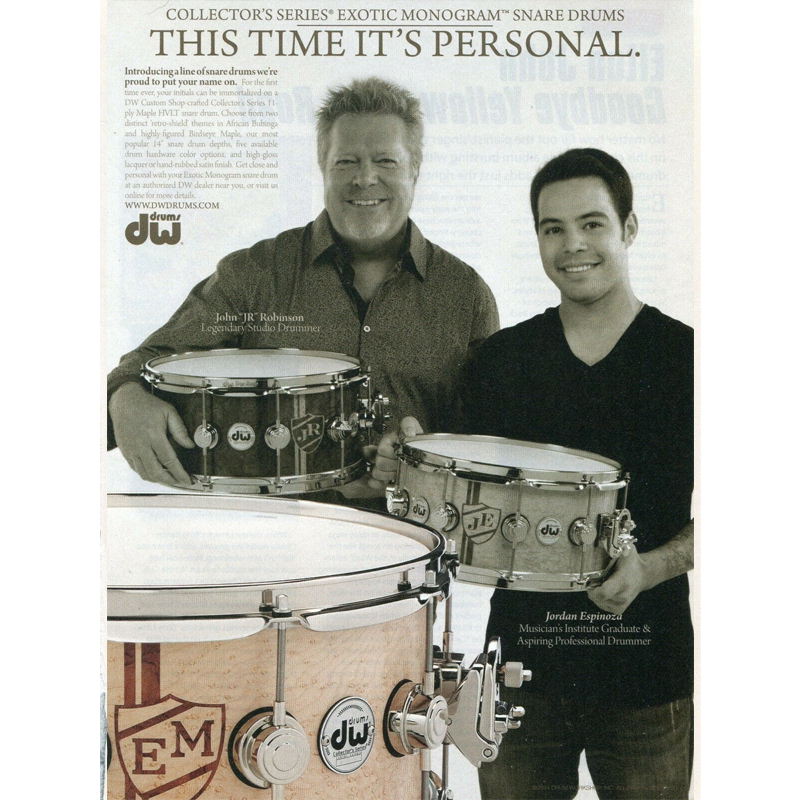 COLLECTOR'S SERIES® EXOTIC MONOGRAM™ SNARE DRUMS
THIS TIME IT'S PERSONAL.
Introducing a line of snare drums we're
proud to put your name on. For the first
time ever, your initials can be immortalized on a
DW Custom Shop-crafted Collector's Series 11-
ply Maple HVLT snare drum. Choose from two
distinct 'retro-shield' themes in African Bubinga
and highly-figured Birdseye Maple, our most
popular 14" snare drum depths, five available
drum hardware color options, and high-gloss
lacquer or hand-rubbed satin finish. Get close and
personal with your Exotic Monogram snare drum
at an authorized DW dealer near you, or visit us
online for more details.
WWW.DWDRUMS.COM
drums
dw
John "JR" Robinson
Legendary Studio Drummer
dw
JR
dw
JE
dw
Jordan Espinoza
Musician's Institute Graduate &
Aspiring Professional Drummer
EM
drums
dw
Collector's Series